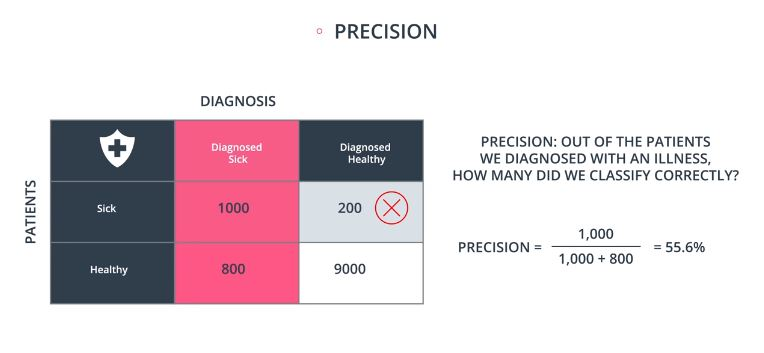 PRECISION
DIAGNOSIS
Diagnosed
Sick
Diagnosed
Healthy
PATIENTS
Sick
1000
200
Healthy
800
9000
PRECISION: OUT OF THE PATIENTS
WE DIAGNOSED WITH AN ILLNESS,
HOW MANY DID WE CLASSIFY CORRECTLY?
PRECISION = 1,000 / 1,000 + 800 = 55.6%